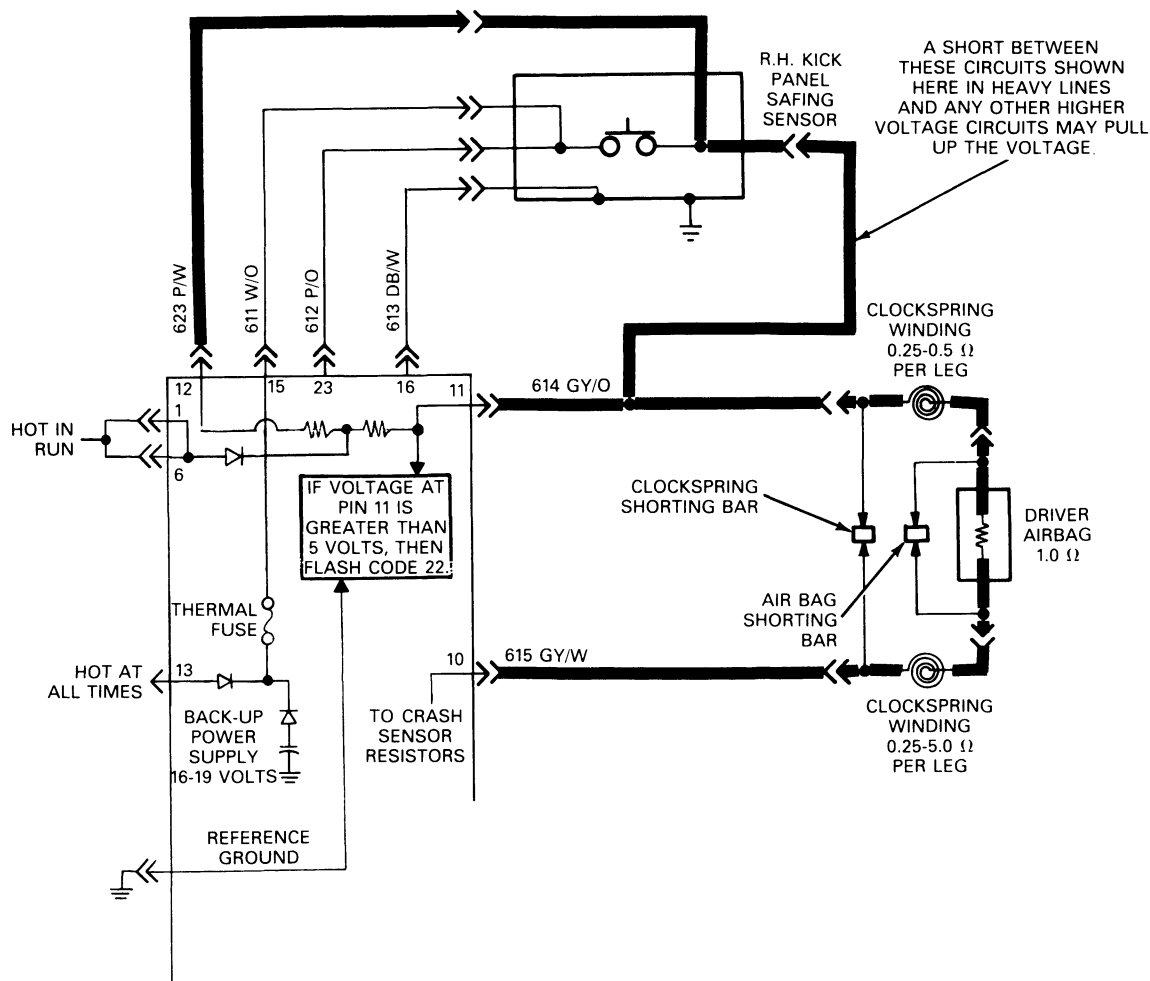 A SHORT BETWEEN
THESE CIRCUITS SHOWN
HERE IN HEAVY LINES
AND ANY OTHER HIGHER
VOLTAGE CIRCUITS MAY PULL
UP THE VOLTAGE.
R.H. KICK
PANEL
SAFING
SENSOR
623 P/W
611 W/O
612 P/O
613 DB/W
CLOCKSPRING
WINDING
0.25-0.5 Ω
PER LEG
12
15
23
16
11
614 GY/O
1
HOT IN
RUN
6
IF VOLTAGE AT
PIN 11 IS
GREATER THAN
5 VOLTS, THEN
FLASH CODE 22.
CLOCKSPRING
SHORTING BAR
DRIVER
AIRBAG
1.0 Ω
THERMAL
FUSE
AIR BAG
SHORTING
BAR
10
615 GY/W
HOT AT
ALL TIMES
13
BACK-UP
POWER
SUPPLY
16-19 VOLTS
TO CRASH
SENSOR
RESISTORS
CLOCKSPRING
WINDING
0.25-5.0 Ω
PER LEG
REFERENCE
GROUND